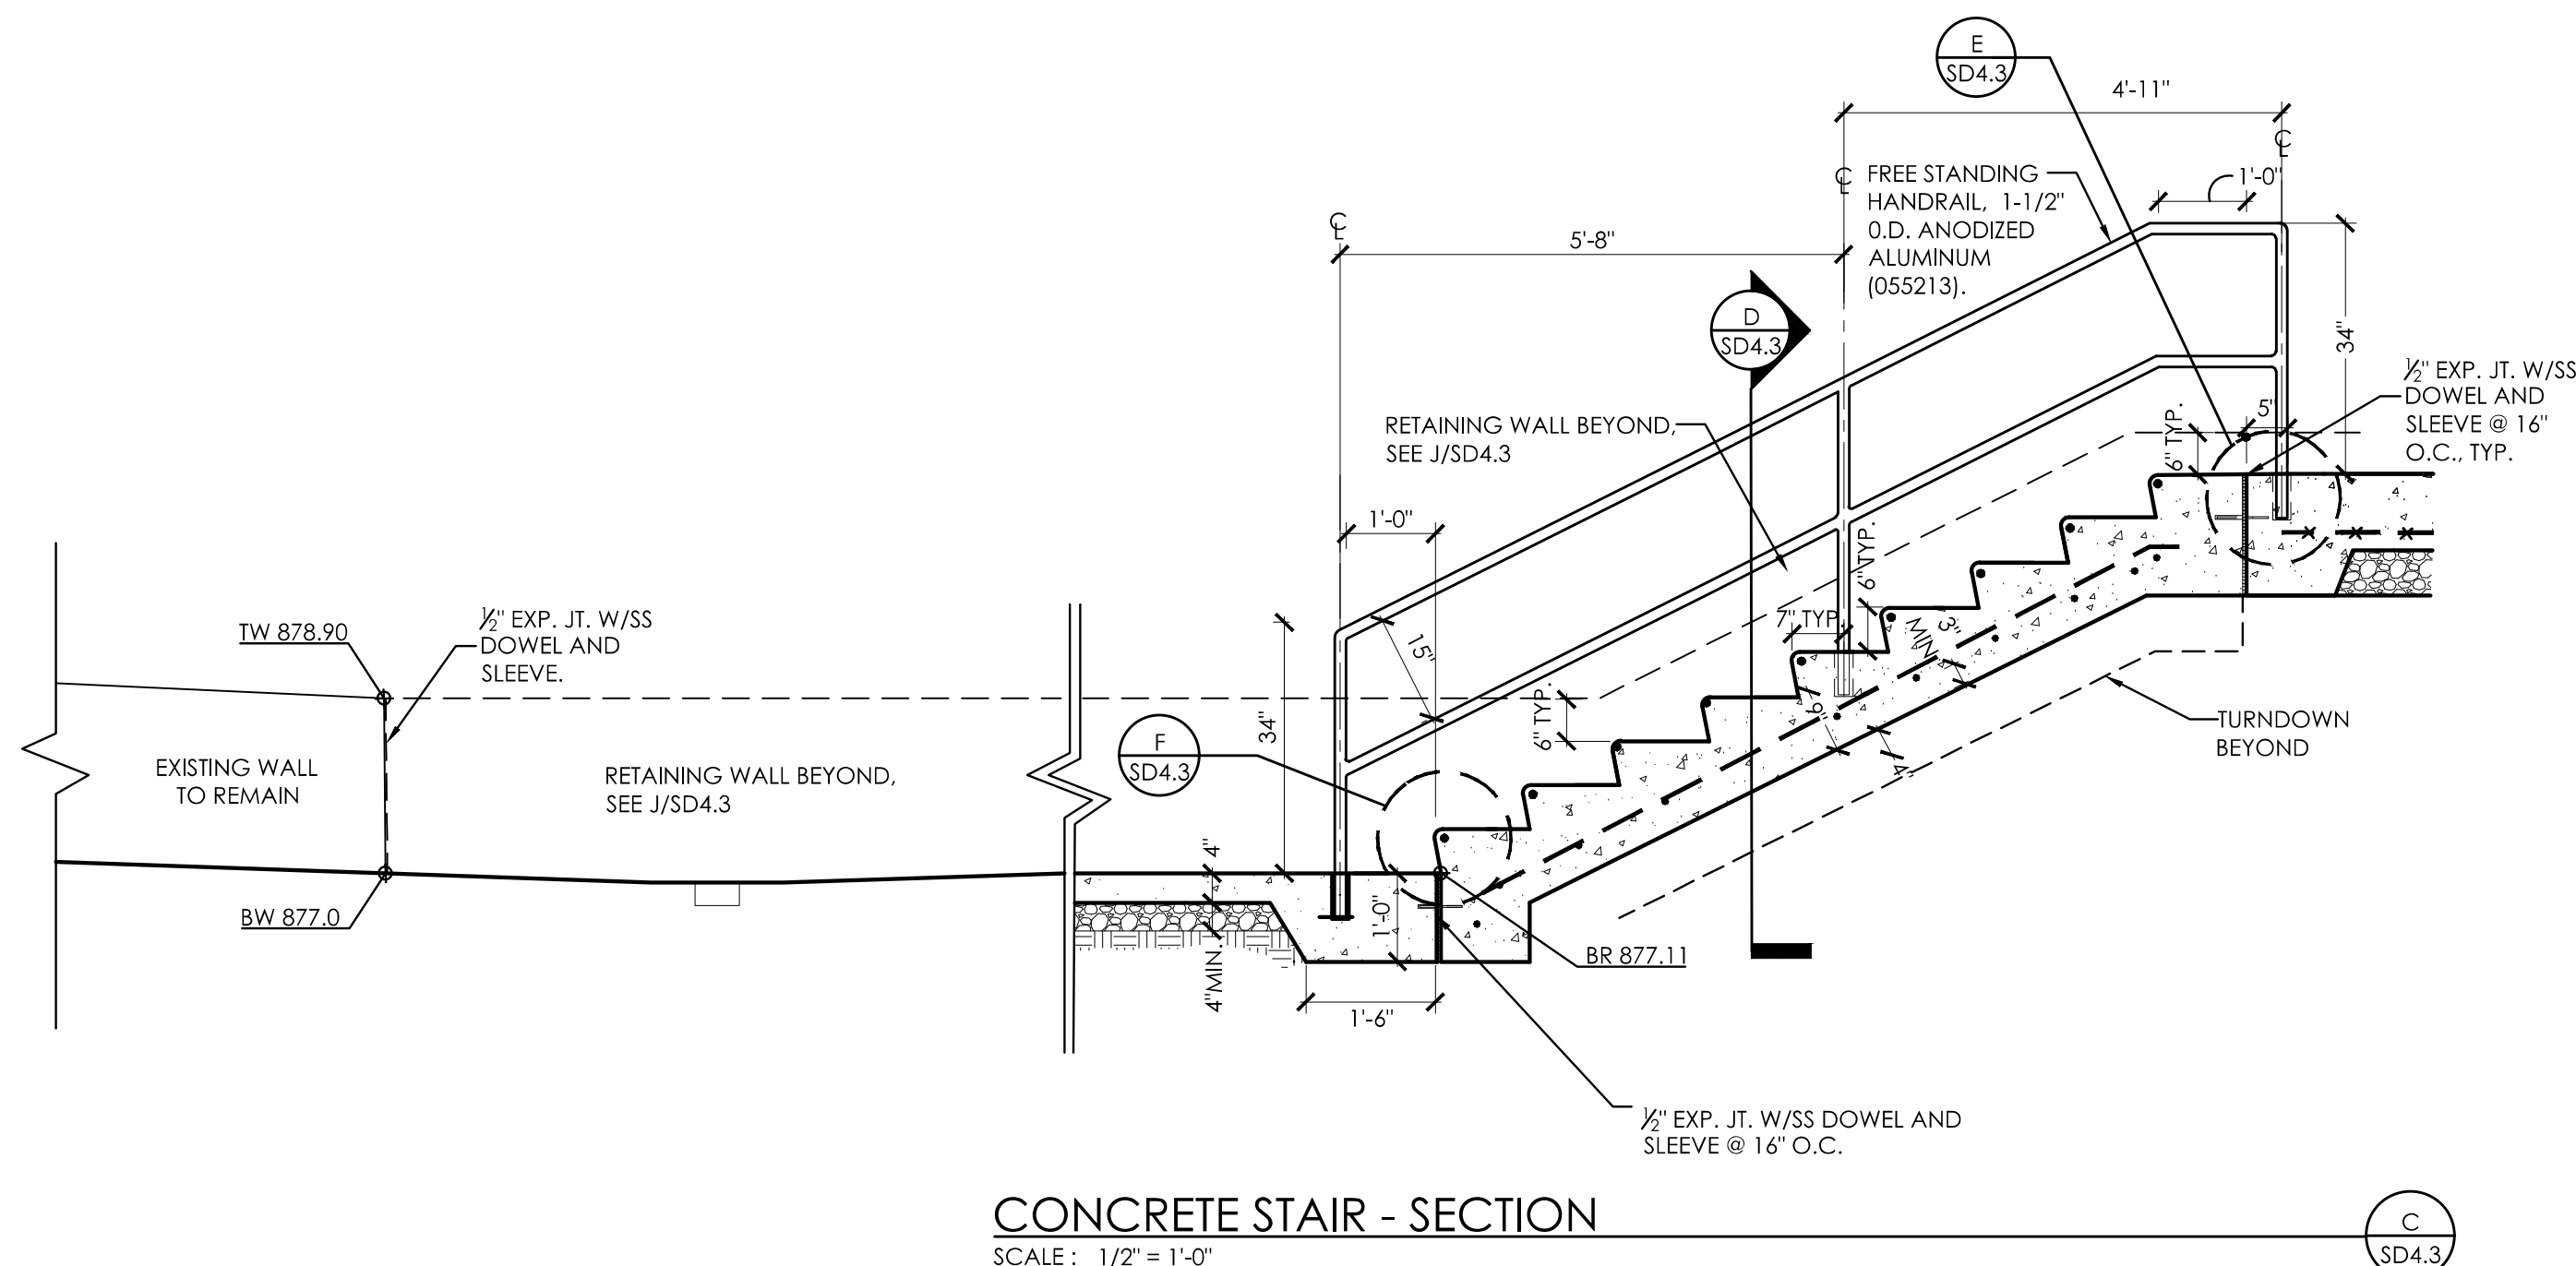 E
SD4.3
4'-11"
℄
℄
FREE STANDING
HANDRAIL, 1-1/2"
0.D. ANODIZED
ALUMINUM
(055213).
1'-0"
℄
5'-8"
D
SD4.3
34"
½" EXP. JT. W/SS
DOWEL AND
SLEEVE @ 16"
O.C., TYP.
5"
6" TYP.
RETAINING WALL BEYOND,
SEE J/SD4.3
1'-0"
6" TYP.
7" TYP.
3"
MIN.
15"
½" EXP. JT. W/SS
DOWEL AND
SLEEVE.
TW 878.90
34"
6" TYP.
9"
4"
TURNDOWN
BEYOND
F
SD4.3
EXISTING WALL
TO REMAIN
RETAINING WALL BEYOND,
SEE J/SD4.3
4"
BW 877.0
1'-0"
4"MIN.
BR 877.11
1'-6"
½" EXP. JT. W/SS DOWEL AND
SLEEVE @ 16" O.C.
CONCRETE STAIR - SECTION
SCALE : 1/2" = 1'-0"
C
SD4.3